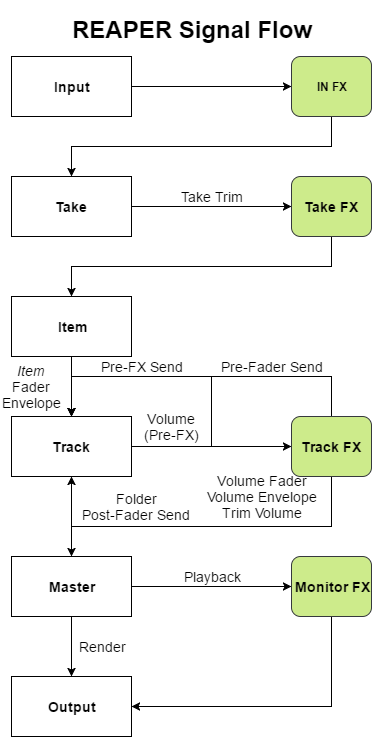 REAPER Signal Flow
Input
IN FX
Take
Take Trim
Take FX
Item
Item
Fader
Envelope
Pre-FX Send
Pre-Fader Send
Track
Volume
(Pre-FX)
Track FX
Folder
Post-Fader Send
Volume Fader
Volume Envelope
Trim Volume
Master
Playback
Monitor FX
Render
Output